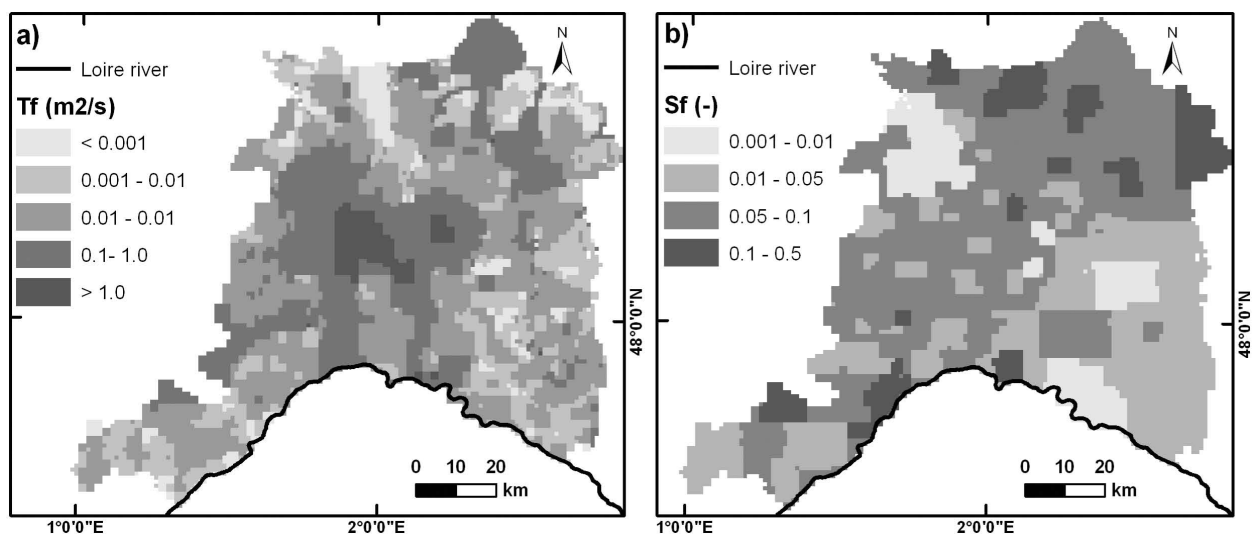 a)
N
Loire river
Tf (m2/s)
< 0.001
0.001 - 0.01
0.01 - 0.01
0.1- 1.0
> 1.0
0 10 20
km
48°0'0"N
1°0'0"E
2°0'0"E
b)
N
Loire river
Sf (-)
0.001 - 0.01
0.01 - 0.05
0.05 - 0.1
0.1 - 0.5
0 10 20
km
48°0'0"N
1°0'0"E
2°0'0"E